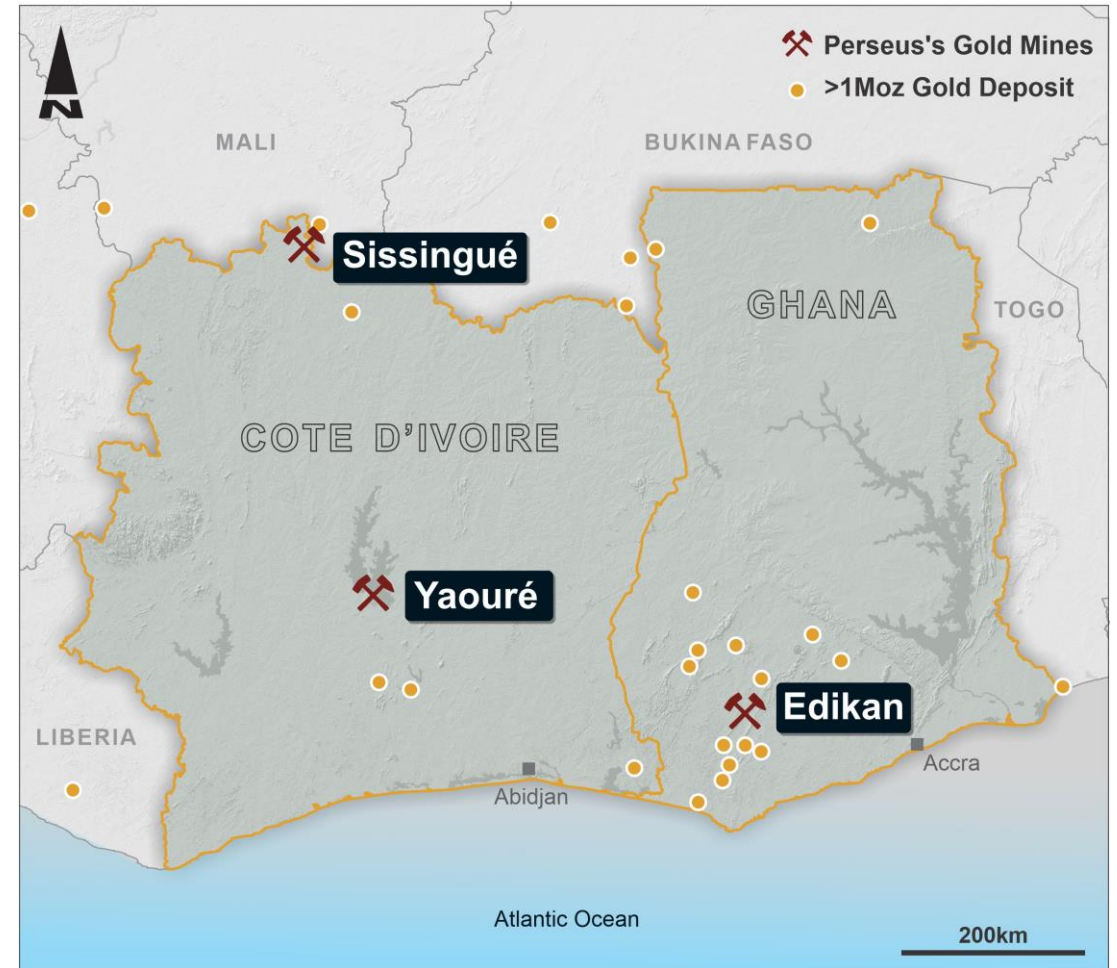 Perseus's Gold Mines
>1Moz Gold Deposit
N
MALI
BUKINA FASO
Sissingué
GHANA
TOGO
COTE D'IVOIRE
Yaouré
Edikan
LIBERIA
Accra
Abidjan
Atlantic Ocean
200km